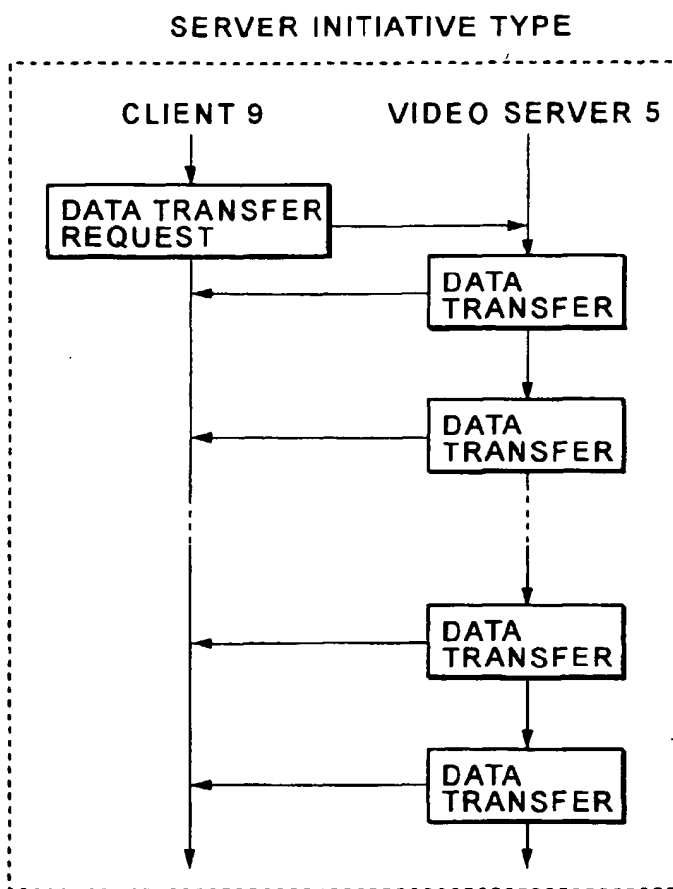 SERVER INITIATIVE TYPE
CLIENT 9
VIDEO SERVER 5
DATA TRANSFER
REQUEST
DATA
TRANSFER
DATA
TRANSFER
DATA
TRANSFER
DATA
TRANSFER